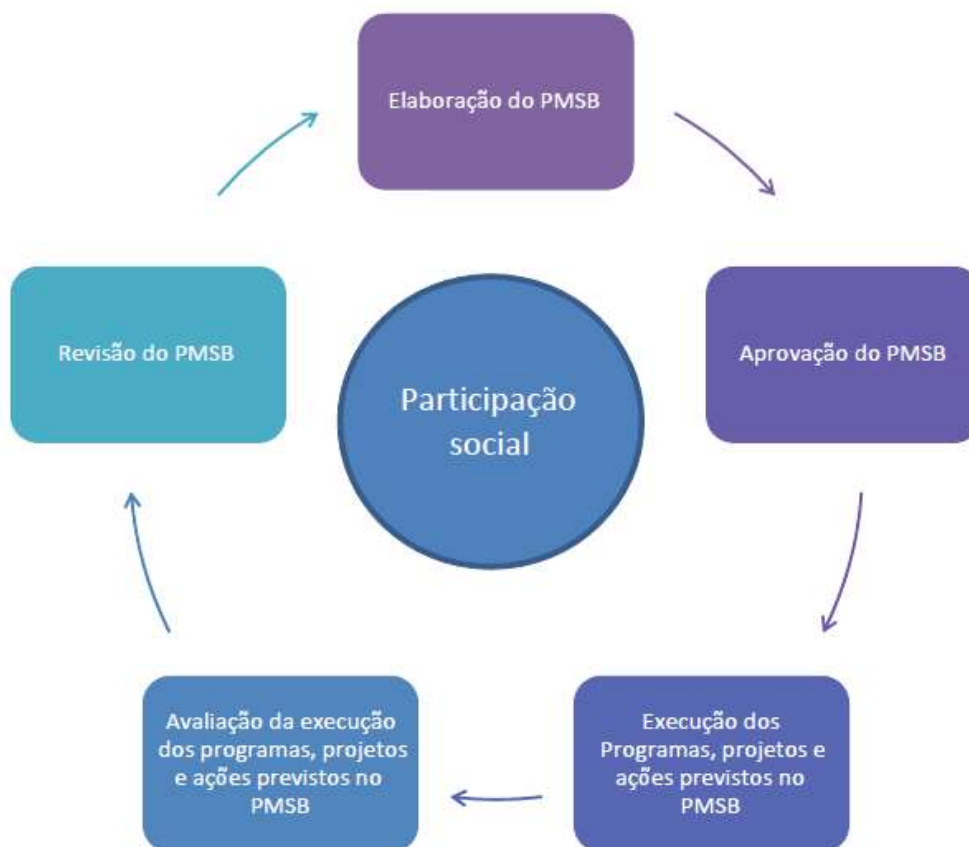 Elaboração do PMSB
Aprovação do PMSB
Execução dos
Programas, projetos e
ações previstos no
PMSB
Avaliação da execução
dos programas, projetos
e ações previstos no
PMSB
Revisão do PMSB
Participação
social